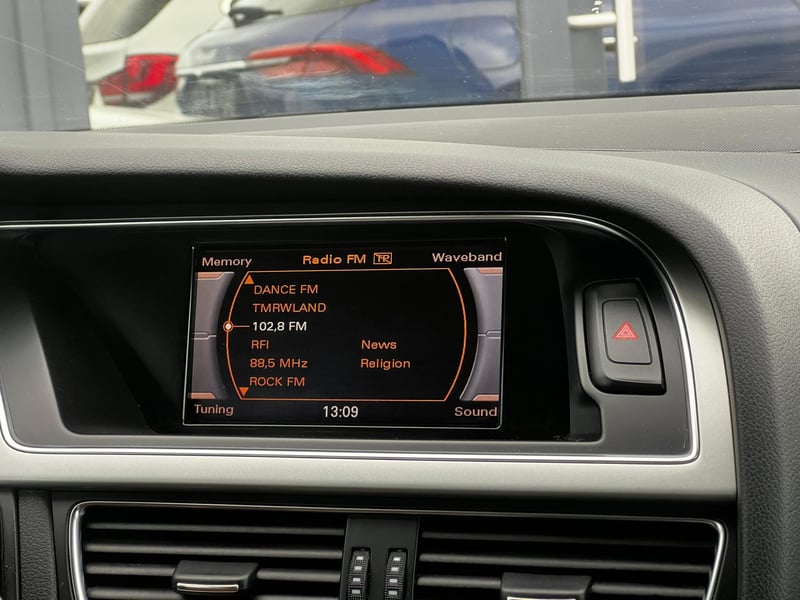 Memory Radio FM TP Waveband
DANCE FM
TMRWLAND
102,8 FM
RFI News
88,5 MHz Religion
ROCK FM
Tuning 13:09 Sound